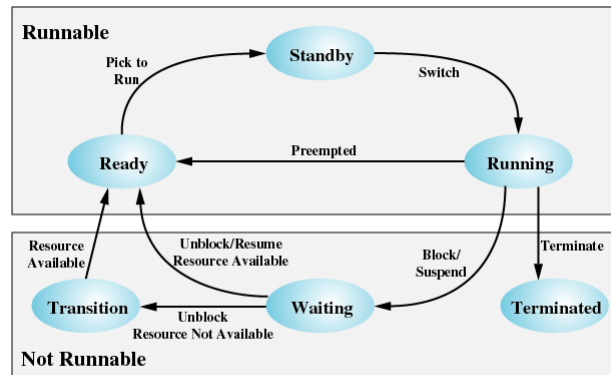 Runnable
Standby
Pick to
Run
Switch
Preempted
Ready
Running
Resource
Available
Unblock/Resume
Resource Available
Block/
Suspend
Terminate
Transition
Waiting
Terminated
Unblock
Resource Not Available
Not Runnable